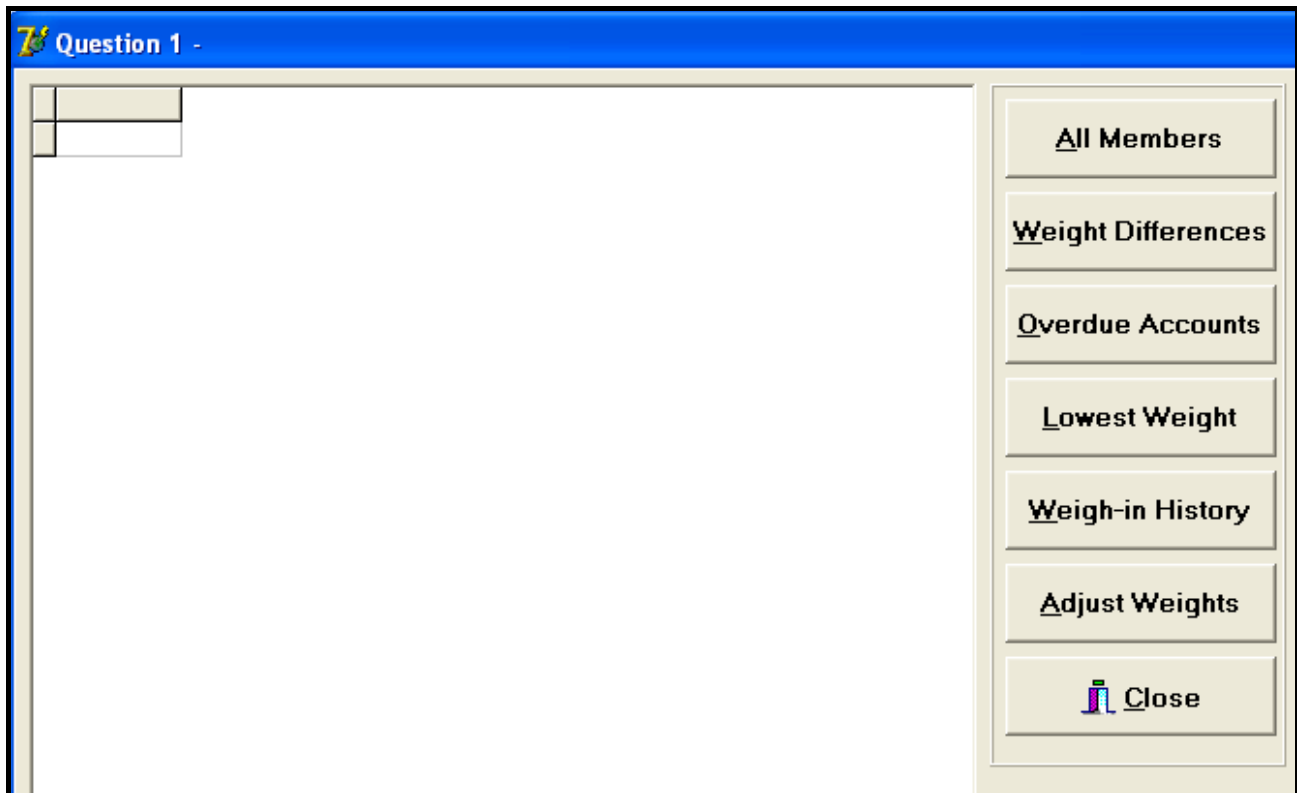 Question 1 -
All Members
Weight Differences
Overdue Accounts
Lowest Weight
Weigh-in History
Adjust Weights
Close